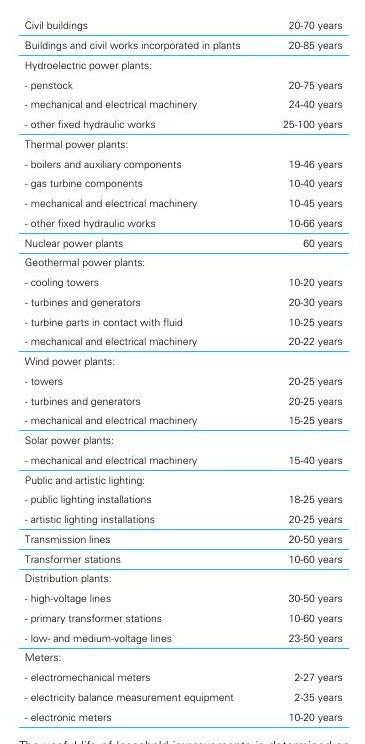 Civil buildings 20-70 years
Buildings and civil works incorporated in plants 20-85 years
Hydroelectric power plants:
- penstock 20-75 years
- mechanical and electrical machinery 24-40 years
- other fixed hydraulic works 25-100 years
Thermal power plants:
- boilers and auxiliary components 19-46 years
- gas turbine components 10-40 years
- mechanical and electrical machinery 10-45 years
- other fixed hydraulic works 10-66 years
Nuclear power plants 60 years
Geothermal power plants:
- cooling towers 10-20 years
- turbines and generators 20-30 years
- turbine parts in contact with fluid 10-25 years
- mechanical and electrical machinery 20-22 years
Wind power plants:
- towers 20-25 years
- turbines and generators 20-25 years
- mechanical and electrical machinery 15-25 years
Solar power plants:
- mechanical and electrical machinery 15-40 years
Public and artistic lighting:
- public lighting installations 18-25 years
- artistic lighting installations 20-25 years
Transmission lines 20-50 years
Transformer stations 10-60 years
Distribution plants:
- high-voltage lines 30-50 years
- primary transformer stations 10-60 years
- low- and medium-voltage lines 23-50 years
Meters:
- electromechanical meters 2-27 years
- electricity balance measurement equipment 2-35 years
- electronic meters 10-20 years